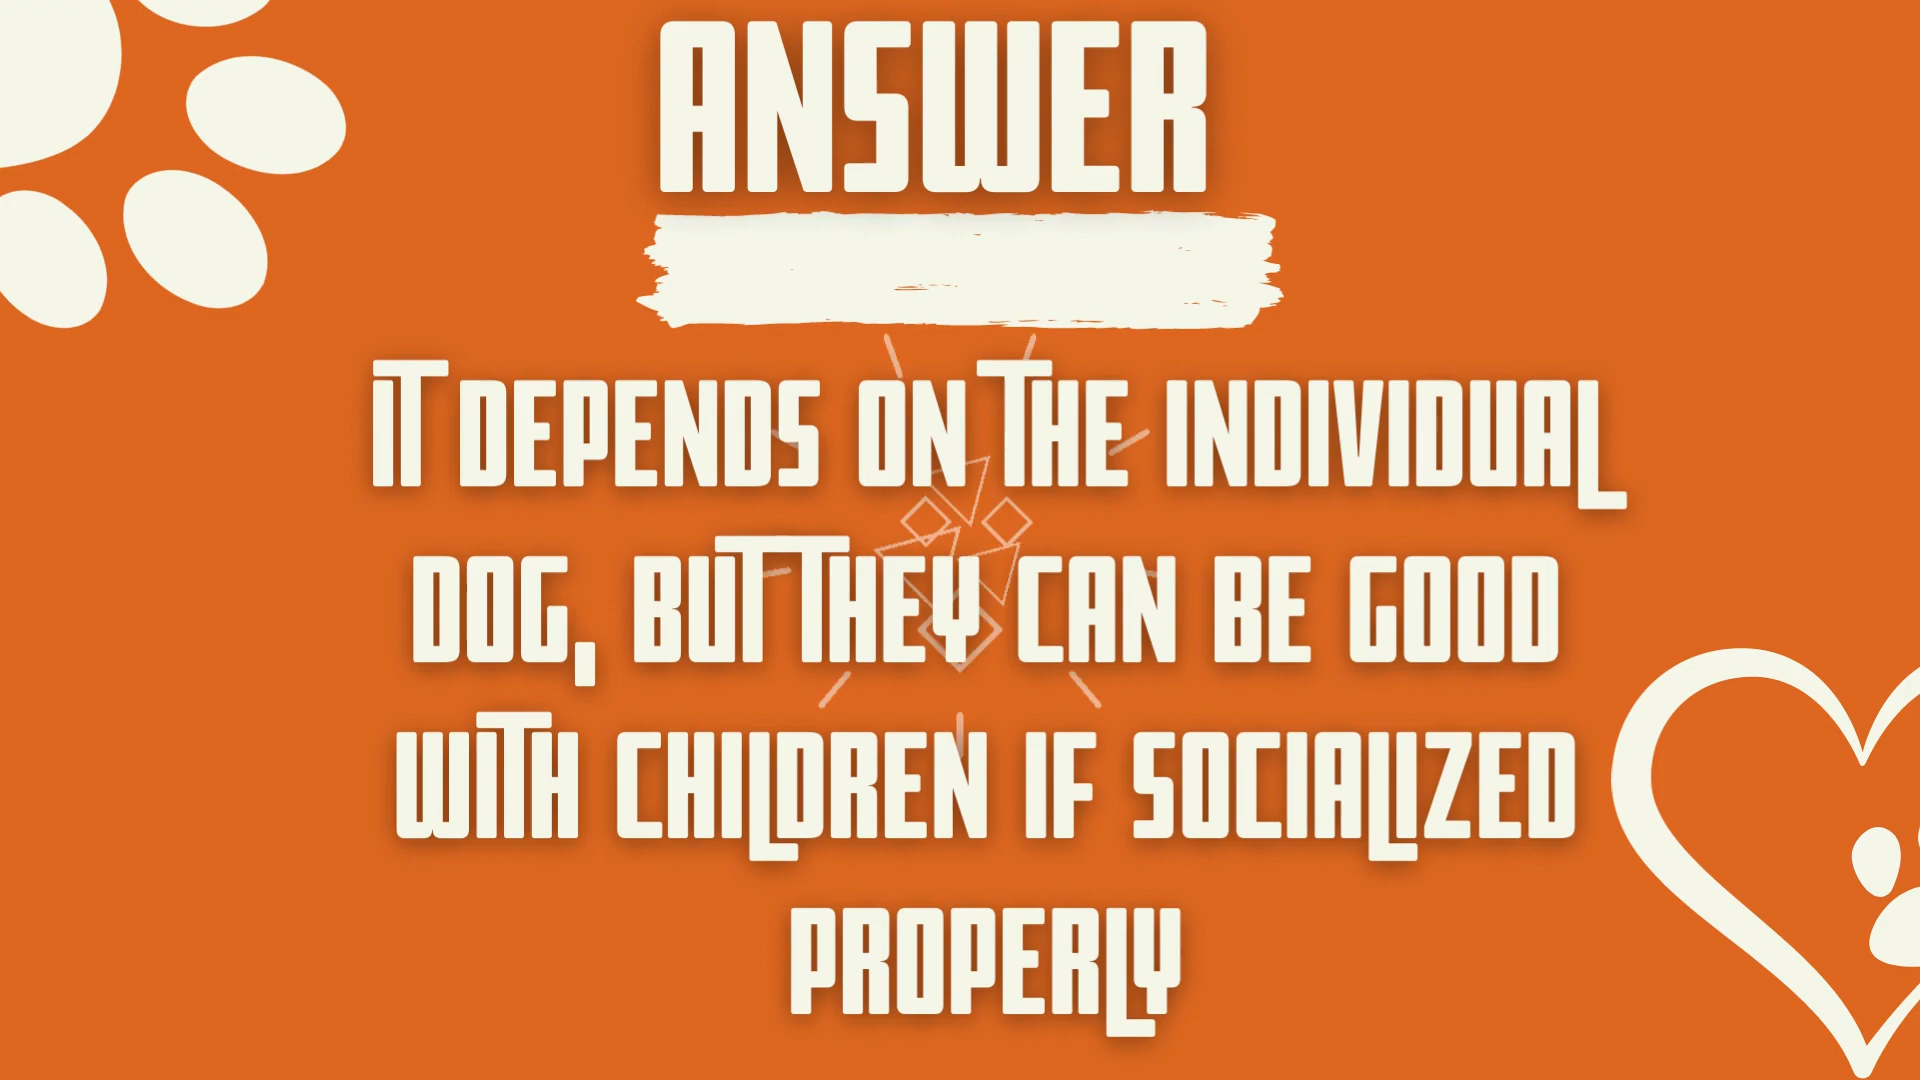 ANSWER
IT DEPENDS ON THE INDIVIDUAL
DOG, BUT THEY CAN BE GOOD
WITH CHILDREN IF SOCIALIZED
PROPERLY